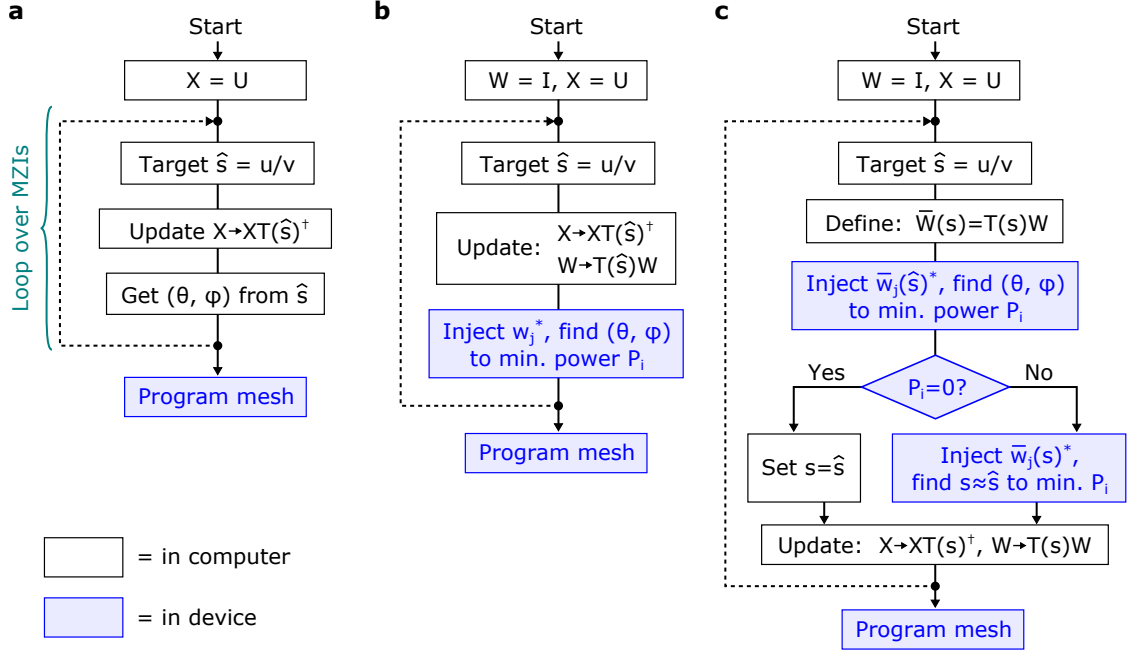 a
Start
X = U
Loop over MZIs
Target ŝ = u/v
Update X→XT(ŝ)†
Get (θ, φ) from ŝ
Program mesh
= in computer
= in device
b
Start
W = I, X = U
Target ŝ = u/v
Update: X→XT(ŝ)†
W→T(ŝ)W
Inject wⱼ*, find (θ, φ)
to min. power Pᵢ
Program mesh
c
Start
W = I, X = U
Target ŝ = u/v
Define: W̅(s)=T(s)W
Inject w̅ⱼ(ŝ)*, find (θ, φ)
to min. power Pᵢ
Pᵢ=0?
Yes
No
Set s=ŝ
Inject w̅ⱼ(s)*,
find s≈ŝ to min. Pᵢ
Update: X→XT(s)†, W→T(s)W
Program mesh